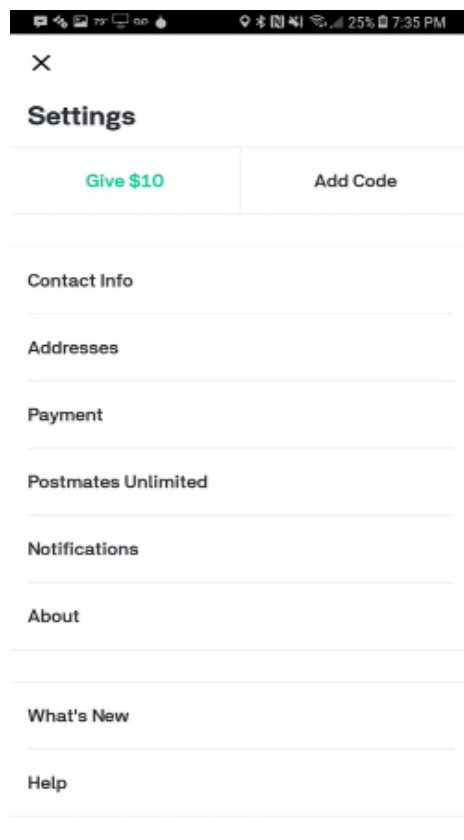 75° 25% 7:35 PM
Settings
Give $10 Add Code
Contact Info
Addresses
Payment
Postmates Unlimited
Notifications
About
What's New
Help